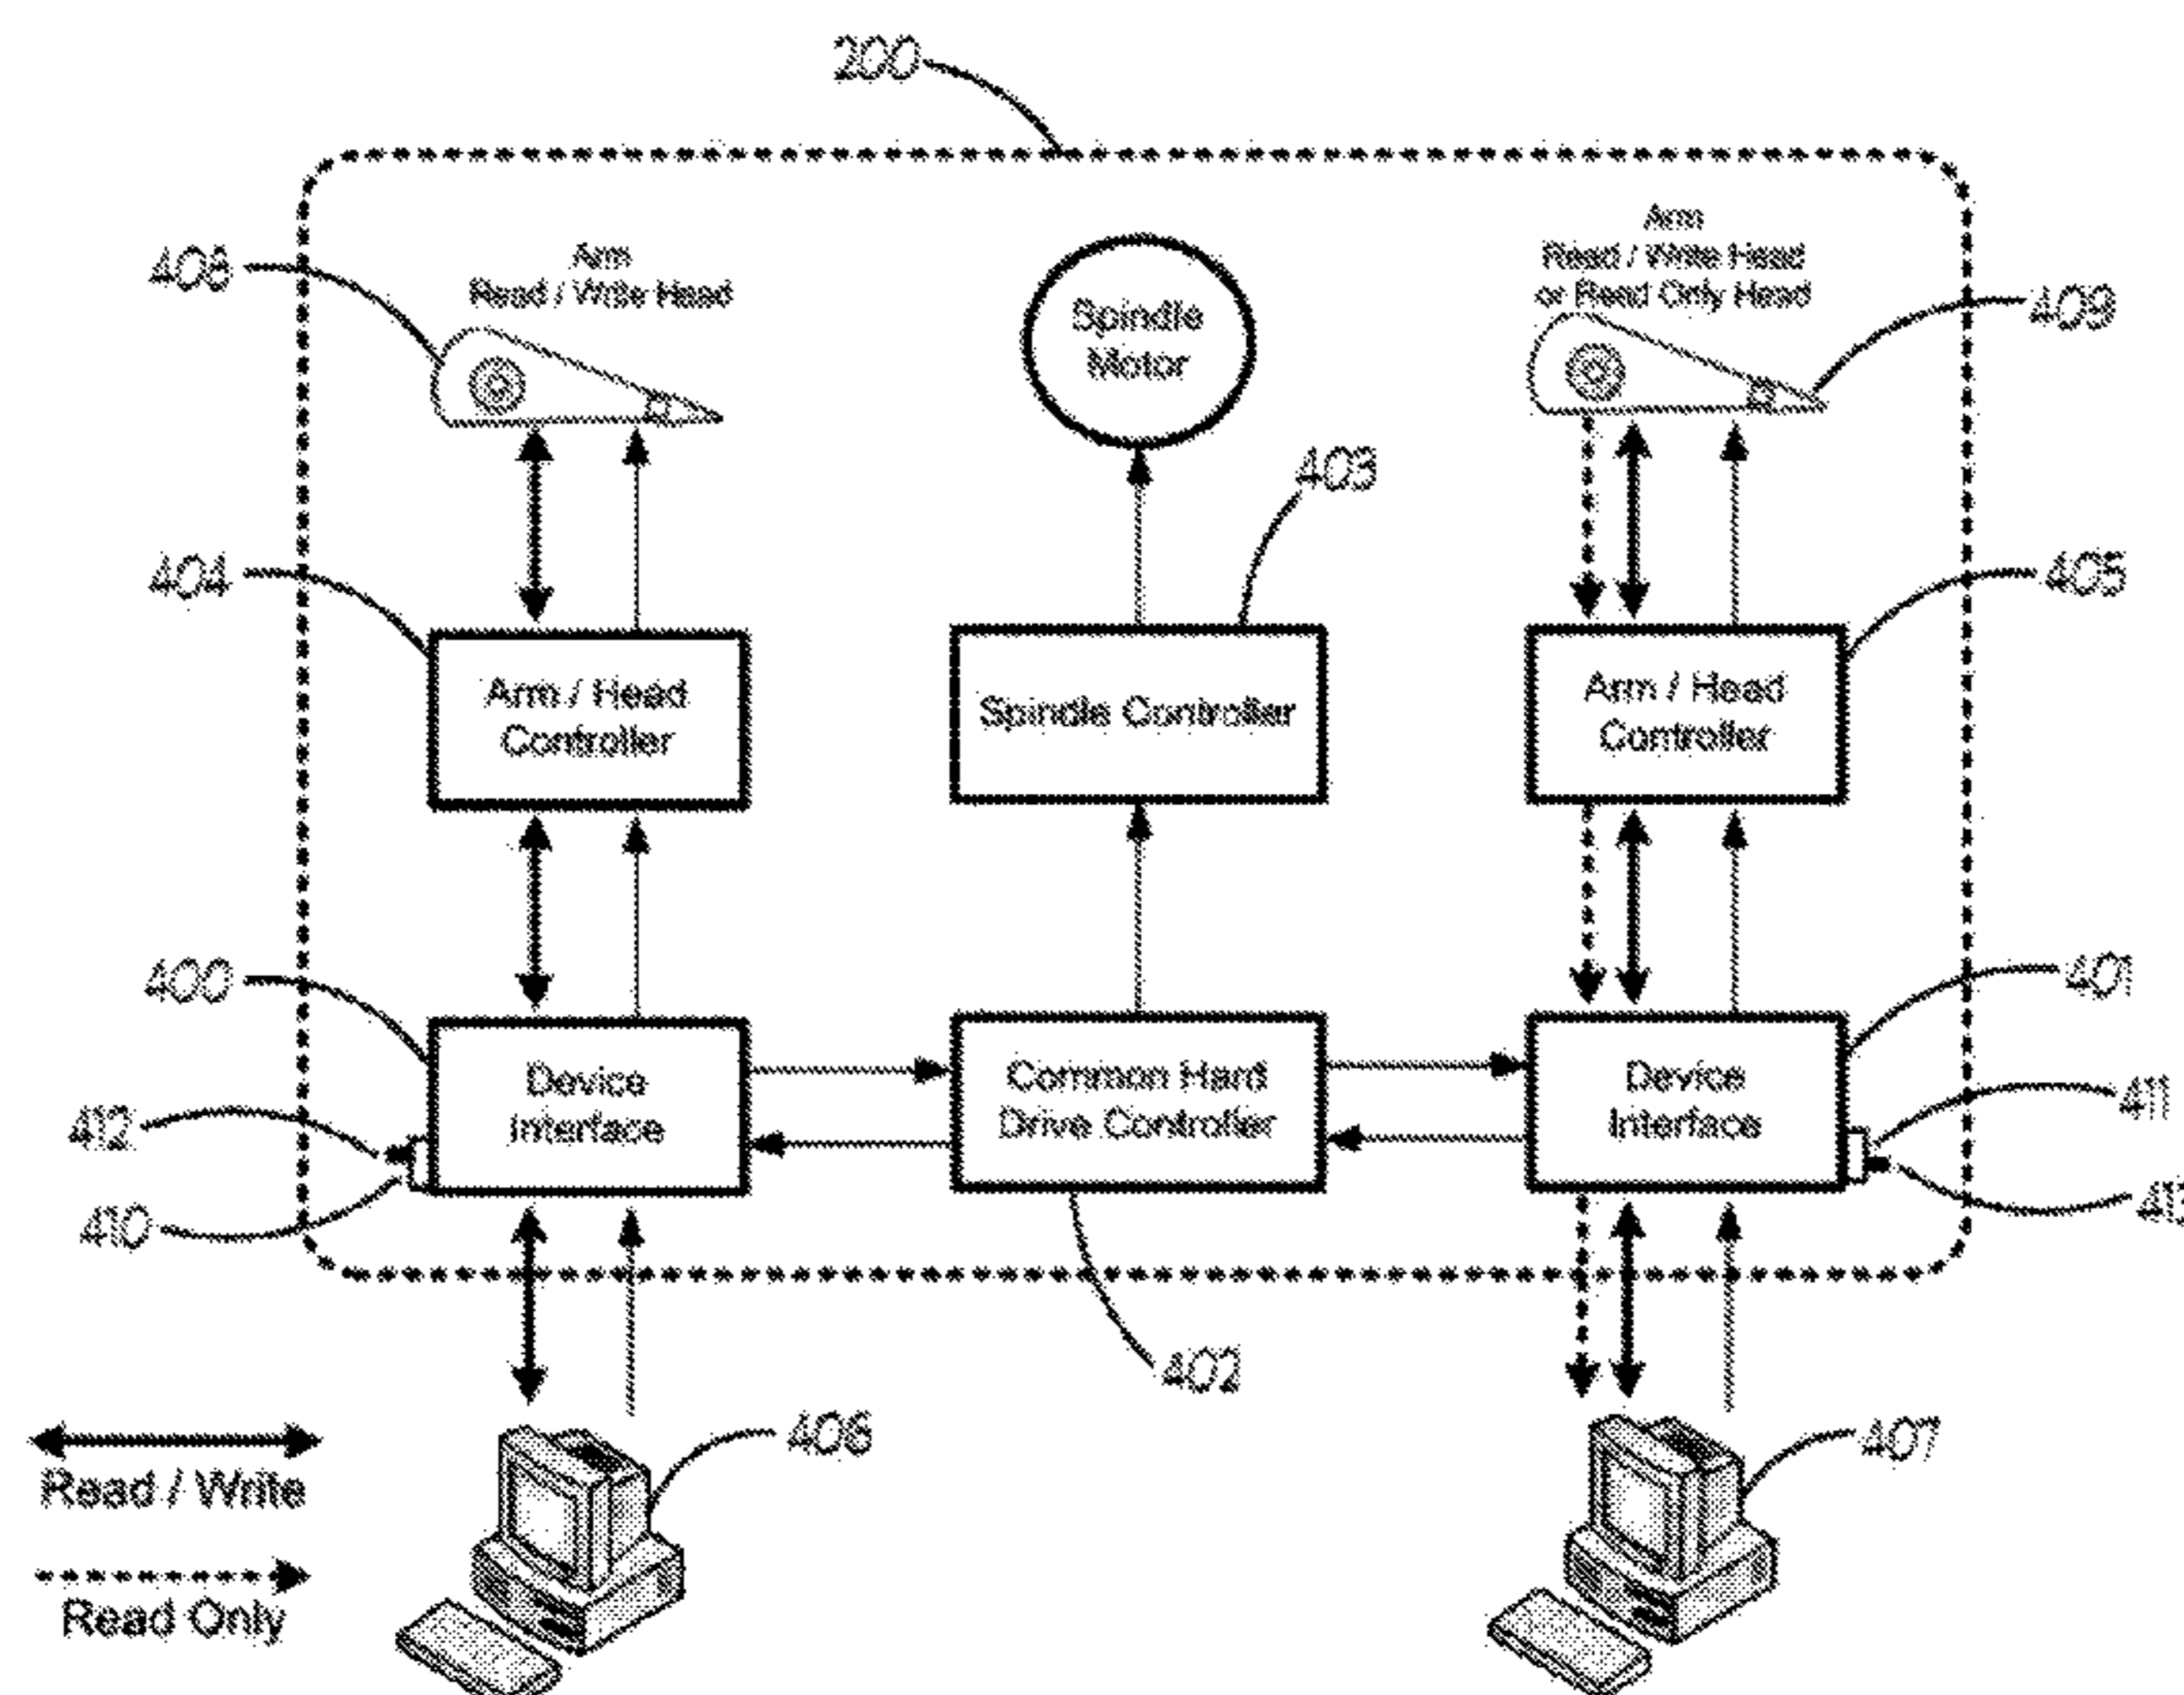 200
Arm
Read / Write Head
408
Spindle
Motor
Arm
Read / Write Head
or Read Only Head
409
403
404
Arm / Head
Controller
Spindle Controller
Arm / Head
Controller
405
400
Device
Interface
Common Hard
Drive Controller
Device
Interface
401
412
410
411
402
406
407
Read / Write
Read Only